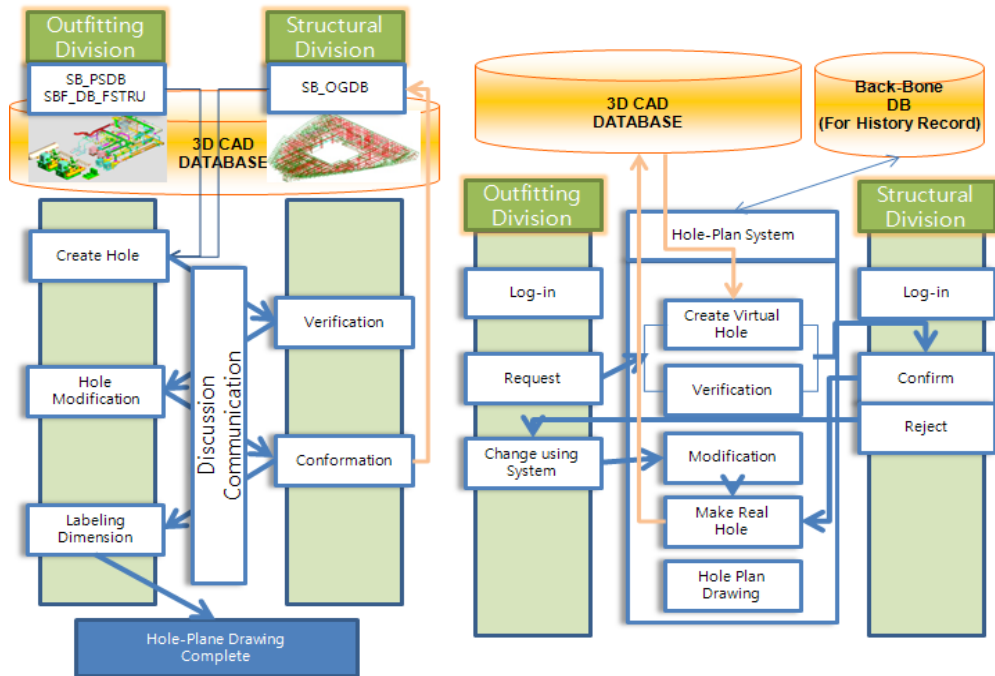 Outfitting
Division
Structural
Division
SB_PSDB
SBF_DB_FSTRU
SB_OGDB
3D CAD
DATABASE
Create Hole
Verification
Hole
Modification
Discussion
Communication
Conformation
Labeling
Dimension
Hole-Plane Drawing
Complete
3D CAD
DATABASE
Back-Bone
DB
(For History Record)
Outfitting
Division
Structural
Division
Hole-Plan System
Log-in
Log-in
Create Virtual
Hole
Request
Verification
Confirm
Reject
Change using
System
Modification
Make Real
Hole
Hole Plan
Drawing